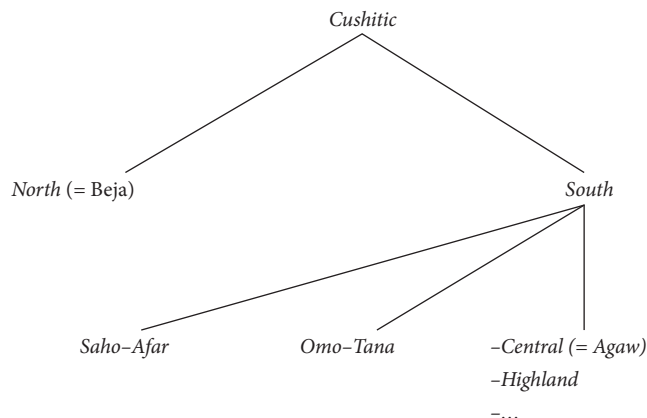 Cushitic
North (= Beja)
South
Saho–Afar
Omo–Tana
–Central (= Agaw)
–Highland
–…